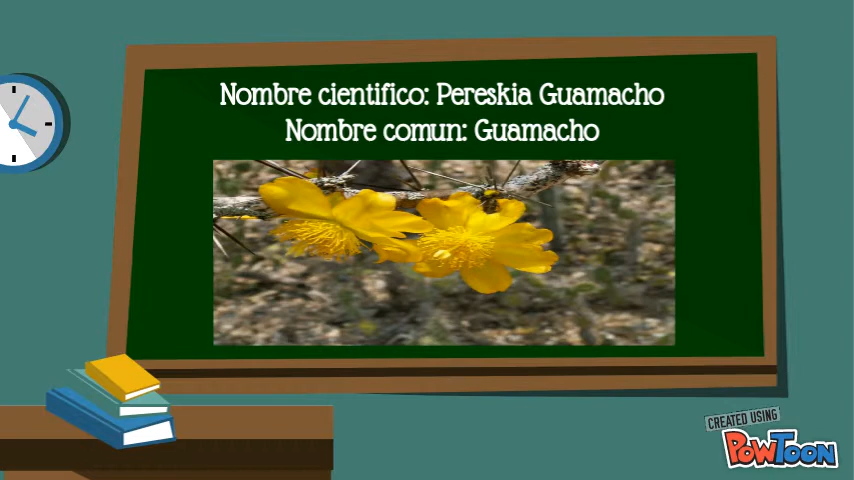 Nombre cientifico: Pereskia Guamacho
Nombre comun: Guamacho
CREATED USING
PowToon